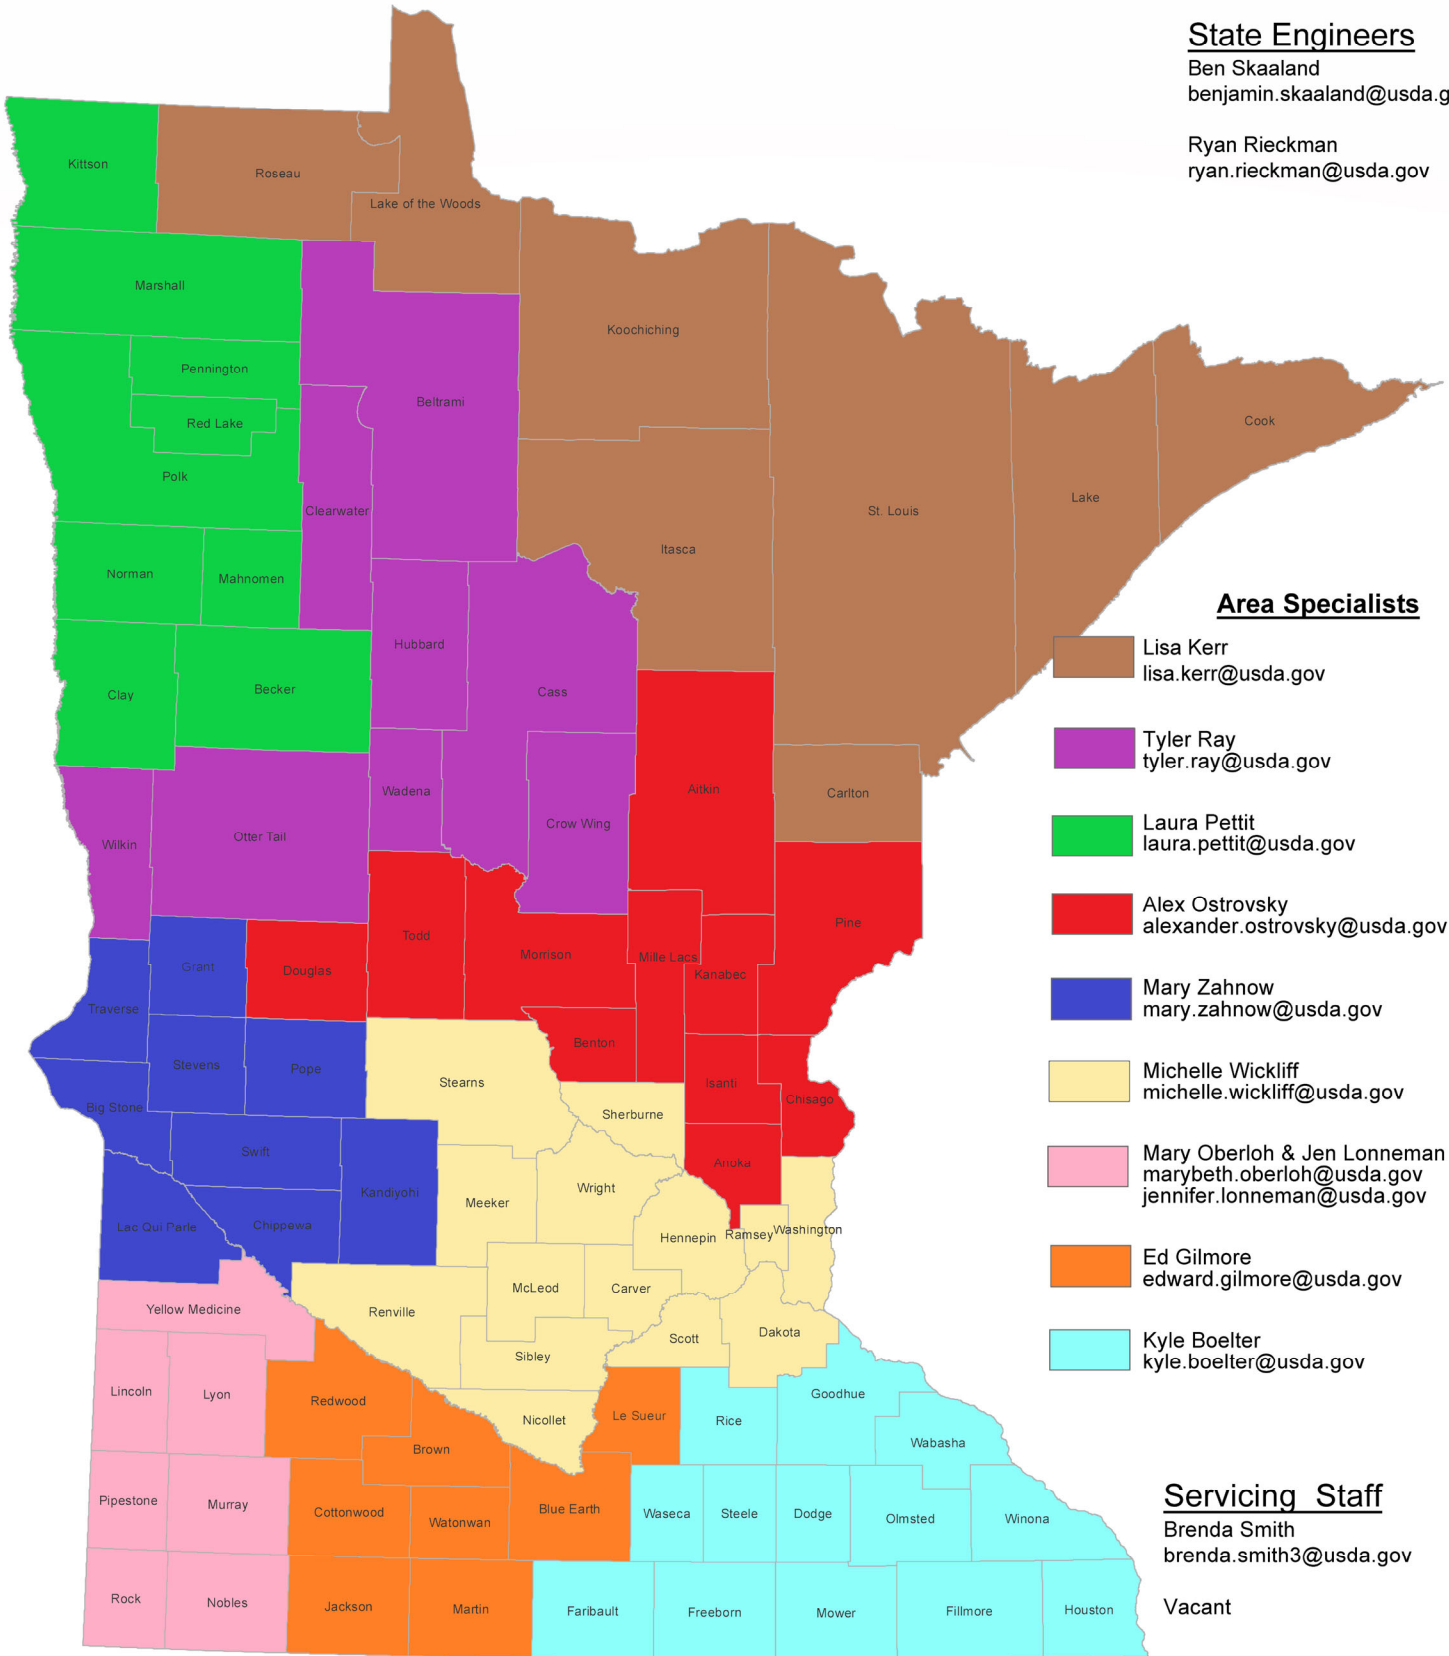 State Engineers
Ben Skaaland
benjamin.skaaland@usda.g
Ryan Rieckman
ryan.rieckman@usda.gov
Kittson
Roseau
Lake of the Woods
Marshall
Koochiching
Pennington
Beltrami
Red Lake
Cook
Polk
Lake
Clearwater
St. Louis
Itasca
Norman
Mahnomen
Hubbard
Clay
Becker
Cass
Area Specialists
Lisa Kerr
lisa.kerr@usda.gov
Tyler Ray
tyler.ray@usda.gov
Laura Pettit
laura.pettit@usda.gov
Alex Ostrovsky
alexander.ostrovsky@usda.gov
Mary Zahnow
mary.zahnow@usda.gov
Michelle Wickliff
michelle.wickliff@usda.gov
Mary Oberloh & Jen Lonneman
marybeth.oberloh@usda.gov
jennifer.lonneman@usda.gov
Ed Gilmore
edward.gilmore@usda.gov
Kyle Boelter
kyle.boelter@usda.gov
Wadena
Aitkin
Carlton
Crow Wing
Otter Tail
Wilkin
Pine
Todd
Morrison
Mille Lacs
Kanabec
Grant
Douglas
Traverse
Benton
Stevens
Pope
Stearns
Isanti
Chisago
Big Stone
Sherburne
Swift
Anoka
Kandiyohi
Meeker
Wright
Lac Qui Parle
Chippewa
Hennepin
Ramsey
Washington
McLeod
Carver
Yellow Medicine
Renville
Scott
Dakota
Sibley
Lincoln
Lyon
Redwood
Nicollet
Le Sueur
Rice
Goodhue
Brown
Wabasha
Pipestone
Murray
Cottonwood
Watonwan
Blue Earth
Waseca
Steele
Dodge
Olmsted
Winona
Rock
Nobles
Jackson
Martin
Faribault
Freeborn
Mower
Fillmore
Houston
Servicing Staff
Brenda Smith
brenda.smith3@usda.gov
Vacant